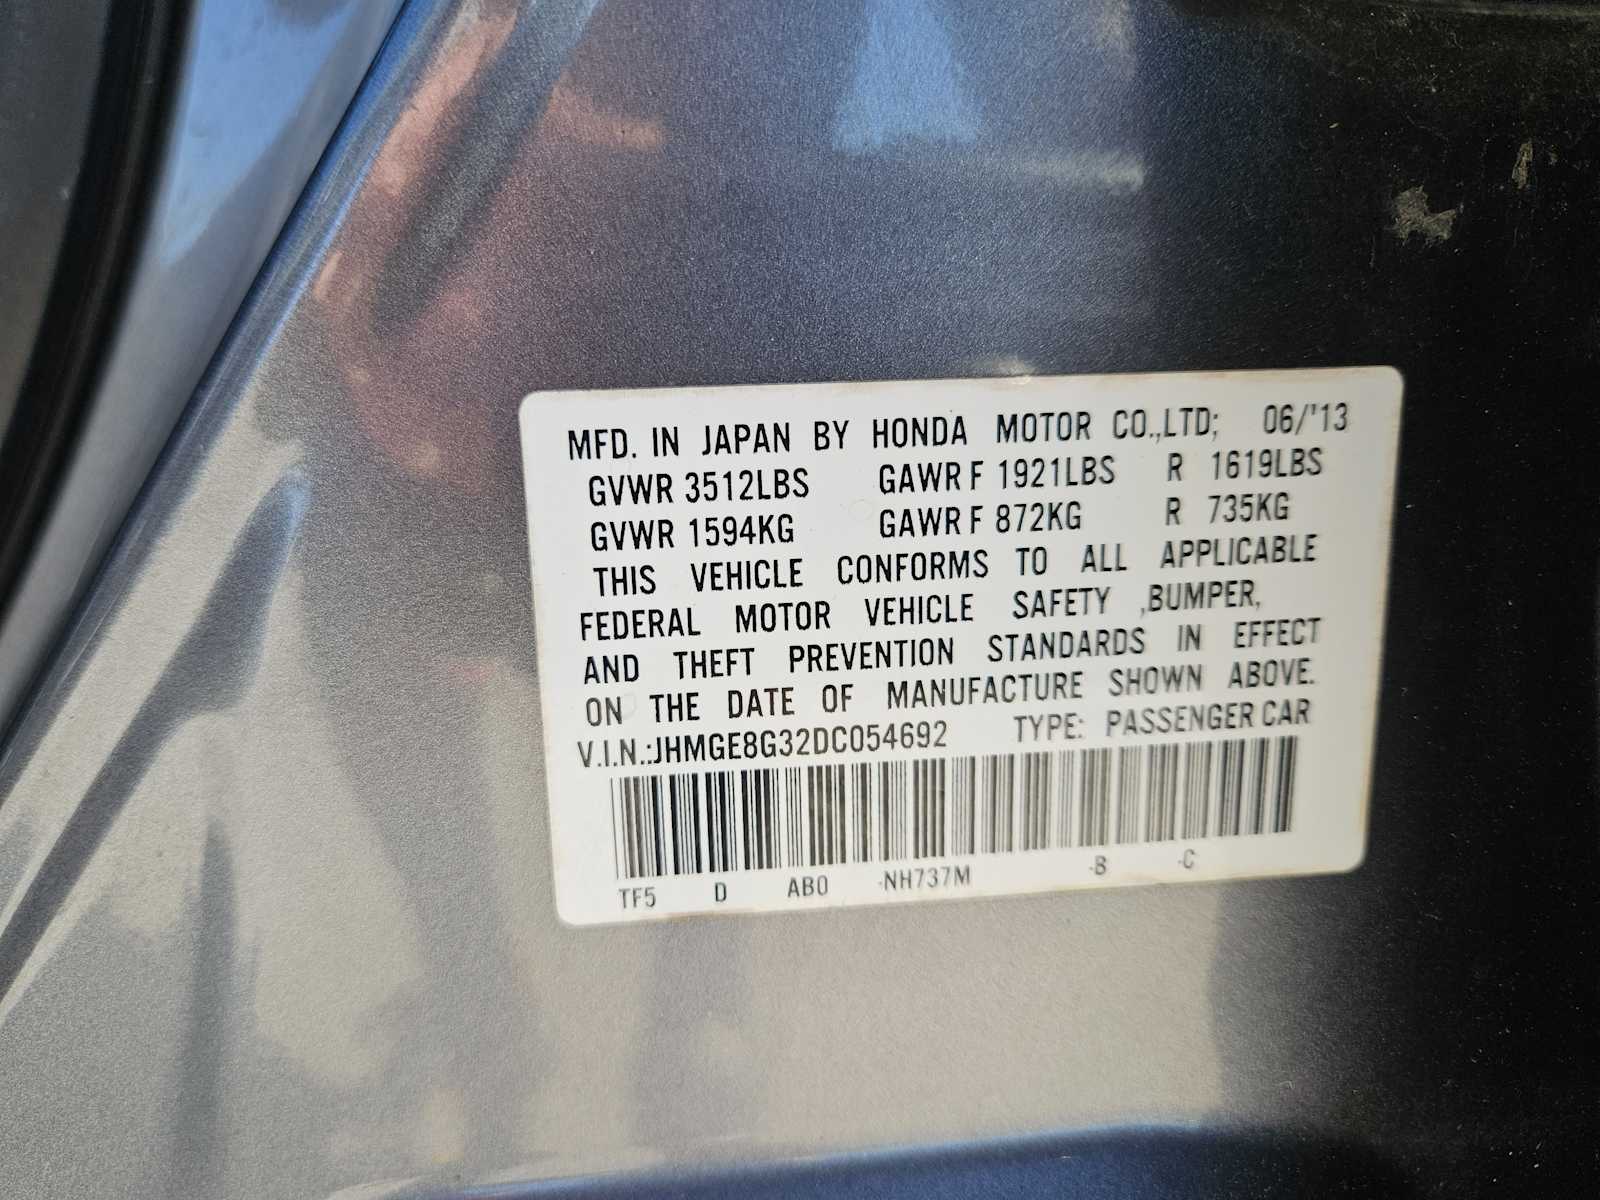 MFD. IN JAPAN BY HONDA MOTOR CO.,LTD; 06/'13
GVWR 3512LBS GAWR F 1921LBS R 1619LBS
GVWR 1594KG GAWR F 872KG R 735KG
THIS VEHICLE CONFORMS TO ALL APPLICABLE
FEDERAL MOTOR VEHICLE SAFETY ,BUMPER,
AND THEFT PREVENTION STANDARDS IN EFFECT
ON THE DATE OF MANUFACTURE SHOWN ABOVE.
V.I.N.:JHMGE8G32DC054692 TYPE: PASSENGER CAR
TF5 D AB0 -NH737M -B -C